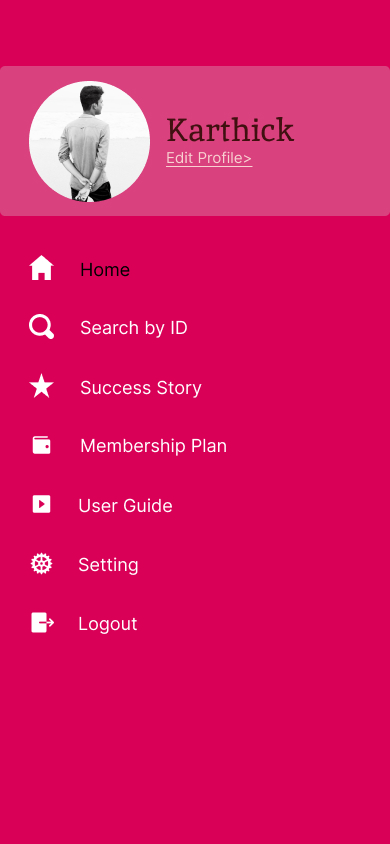 Karthick
Edit Profile>
Home
Search by ID
Success Story
Membership Plan
User Guide
Setting
Logout